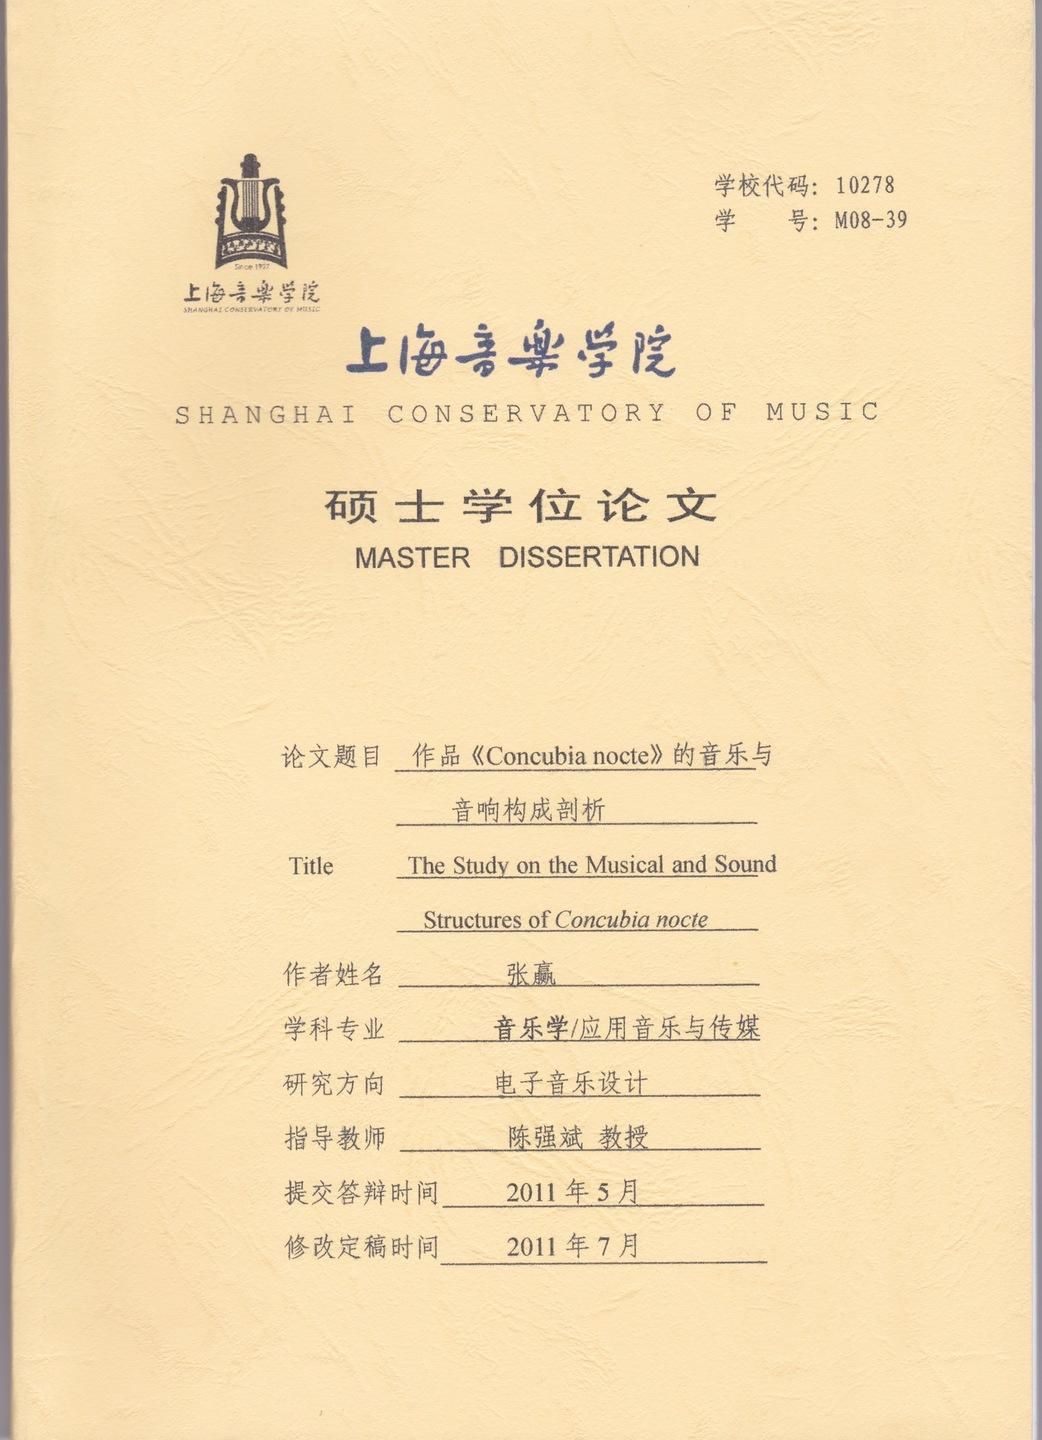 学校代码：10278
学 号：M08-39
Since 1927
上海音樂学院
SHANGHAI CONSERVATORY OF MUSIC
上海音樂学院
SHANGHAI CONSERVATORY OF MUSIC
硕士学位论文
MASTER DISSERTATION
论文题目 作品《Concubia nocte》的音乐与
音响构成剖析
Title The Study on the Musical and Sound
Structures of Concubia nocte
作者姓名 张赢
学科专业 音乐学/应用音乐与传媒
研究方向 电子音乐设计
指导教师 陈强斌 教授
提交答辩时间 2011 年 5 月
修改定稿时间 2011 年 7 月